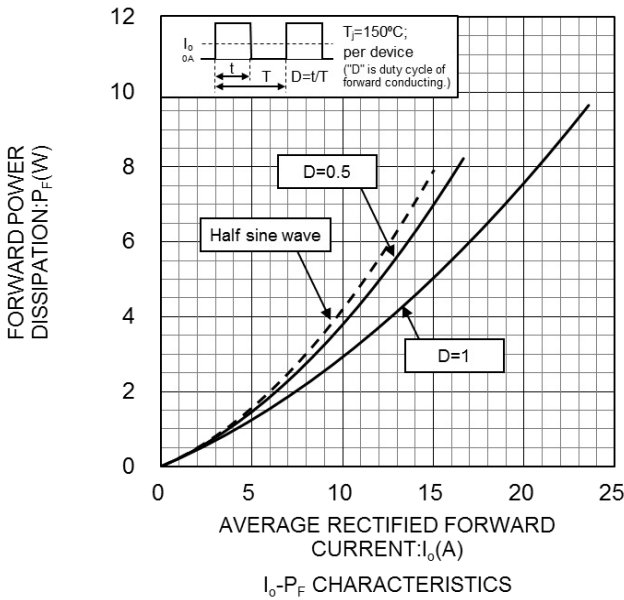 12
10
8
6
4
2
0
FORWARD POWER
DISSIPATION:PF(W)
Io
0A
t
T
D=t/T
Tj=150ºC;
per device
("D" is duty cycle of
forward conducting.)
D=0.5
Half sine wave
D=1
0 5 10 15 20 25
AVERAGE RECTIFIED FORWARD
CURRENT:Io(A)
Io-PF CHARACTERISTICS